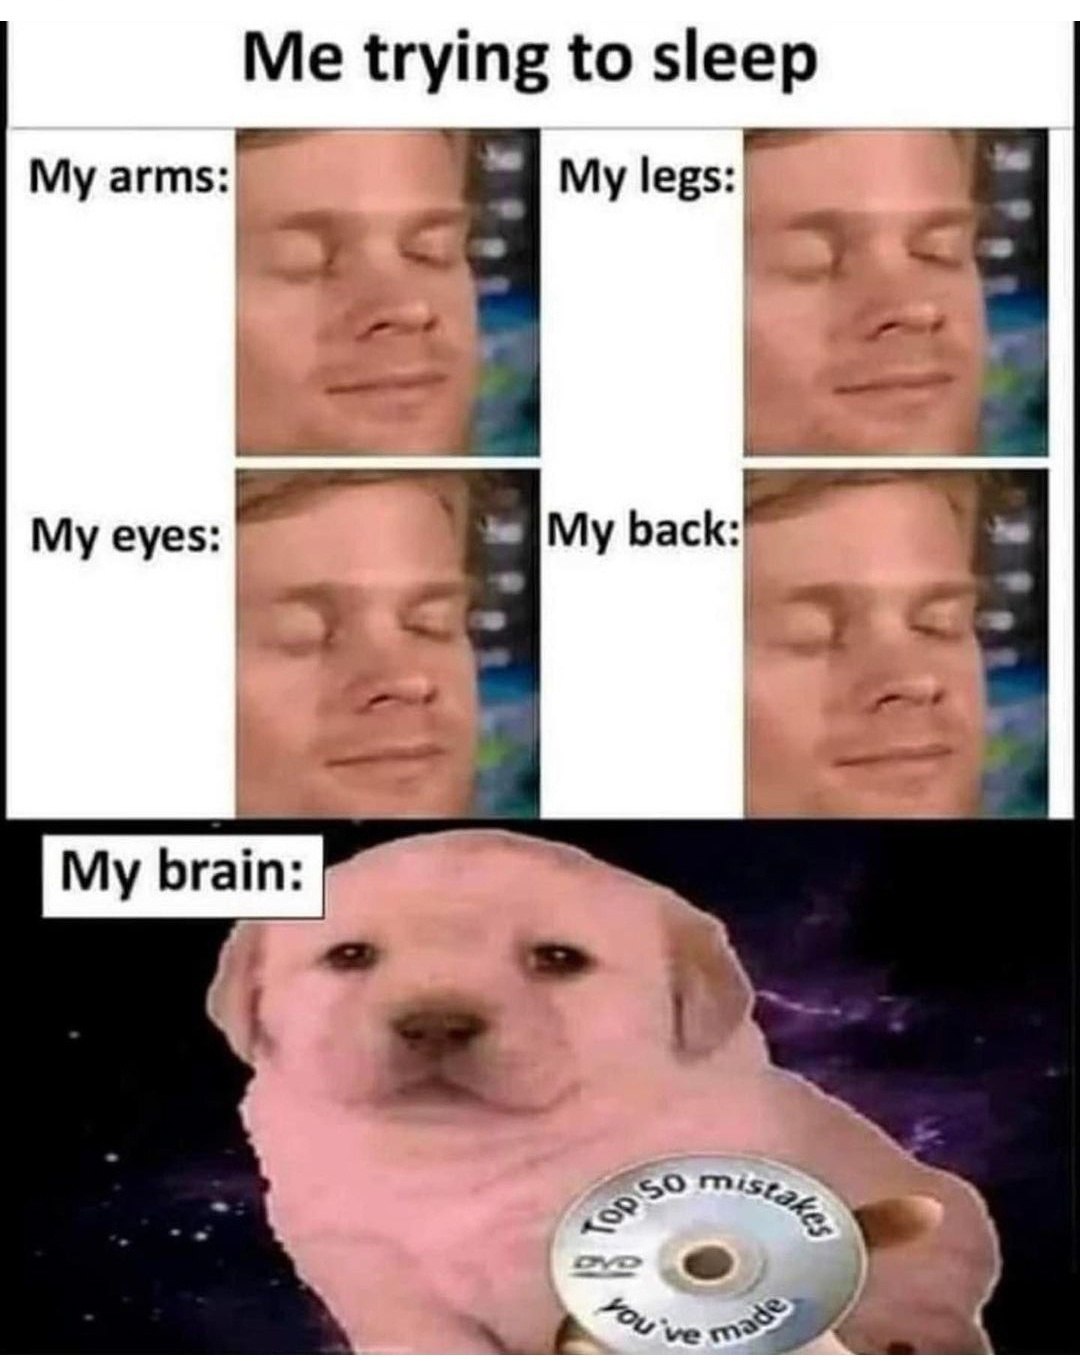 Me trying to sleep
My arms:
My legs:
My eyes:
My back:
My brain:
Top 50 mistakes
DVD
you've made